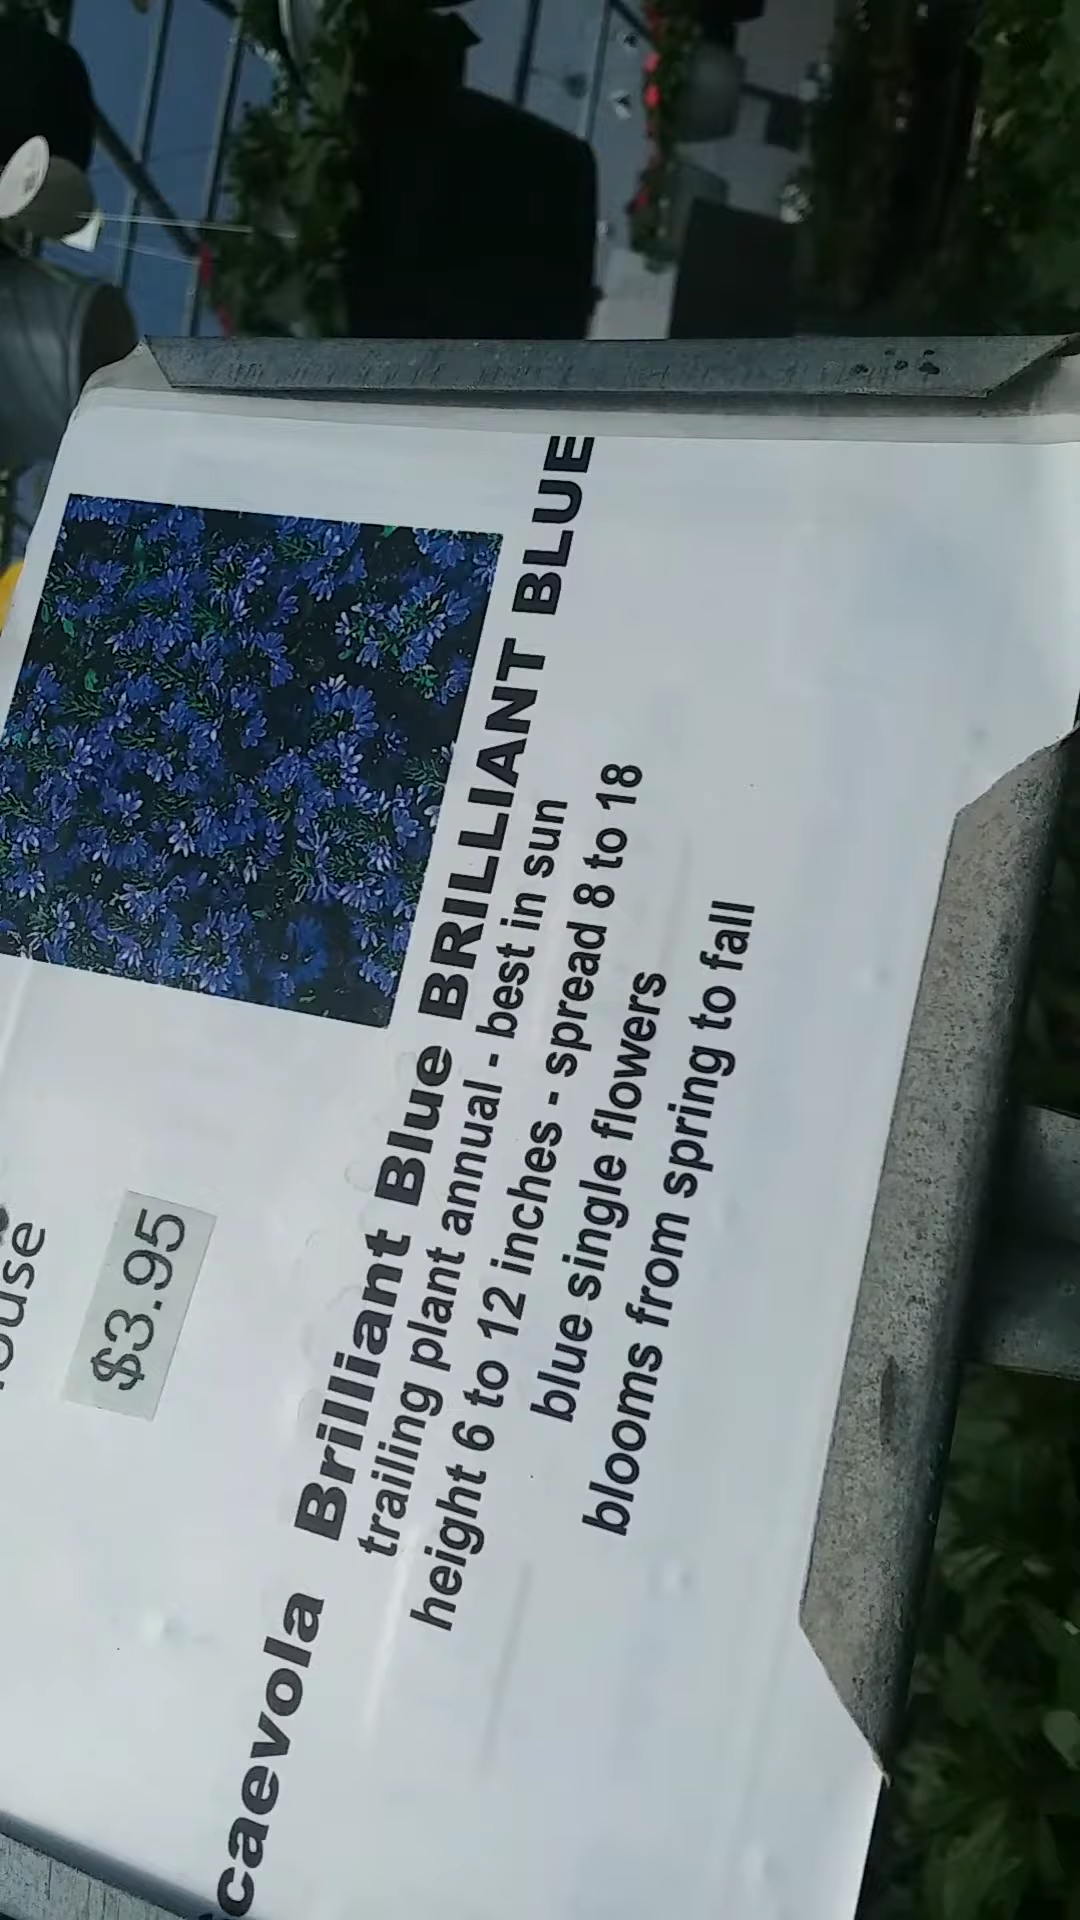 $3.95
caevola Brilliant Blue BRILLIANT BLUE
trailing plant annual - best in sun
height 6 to 12 inches - spread 8 to 18
blue single flowers
blooms from spring to fall